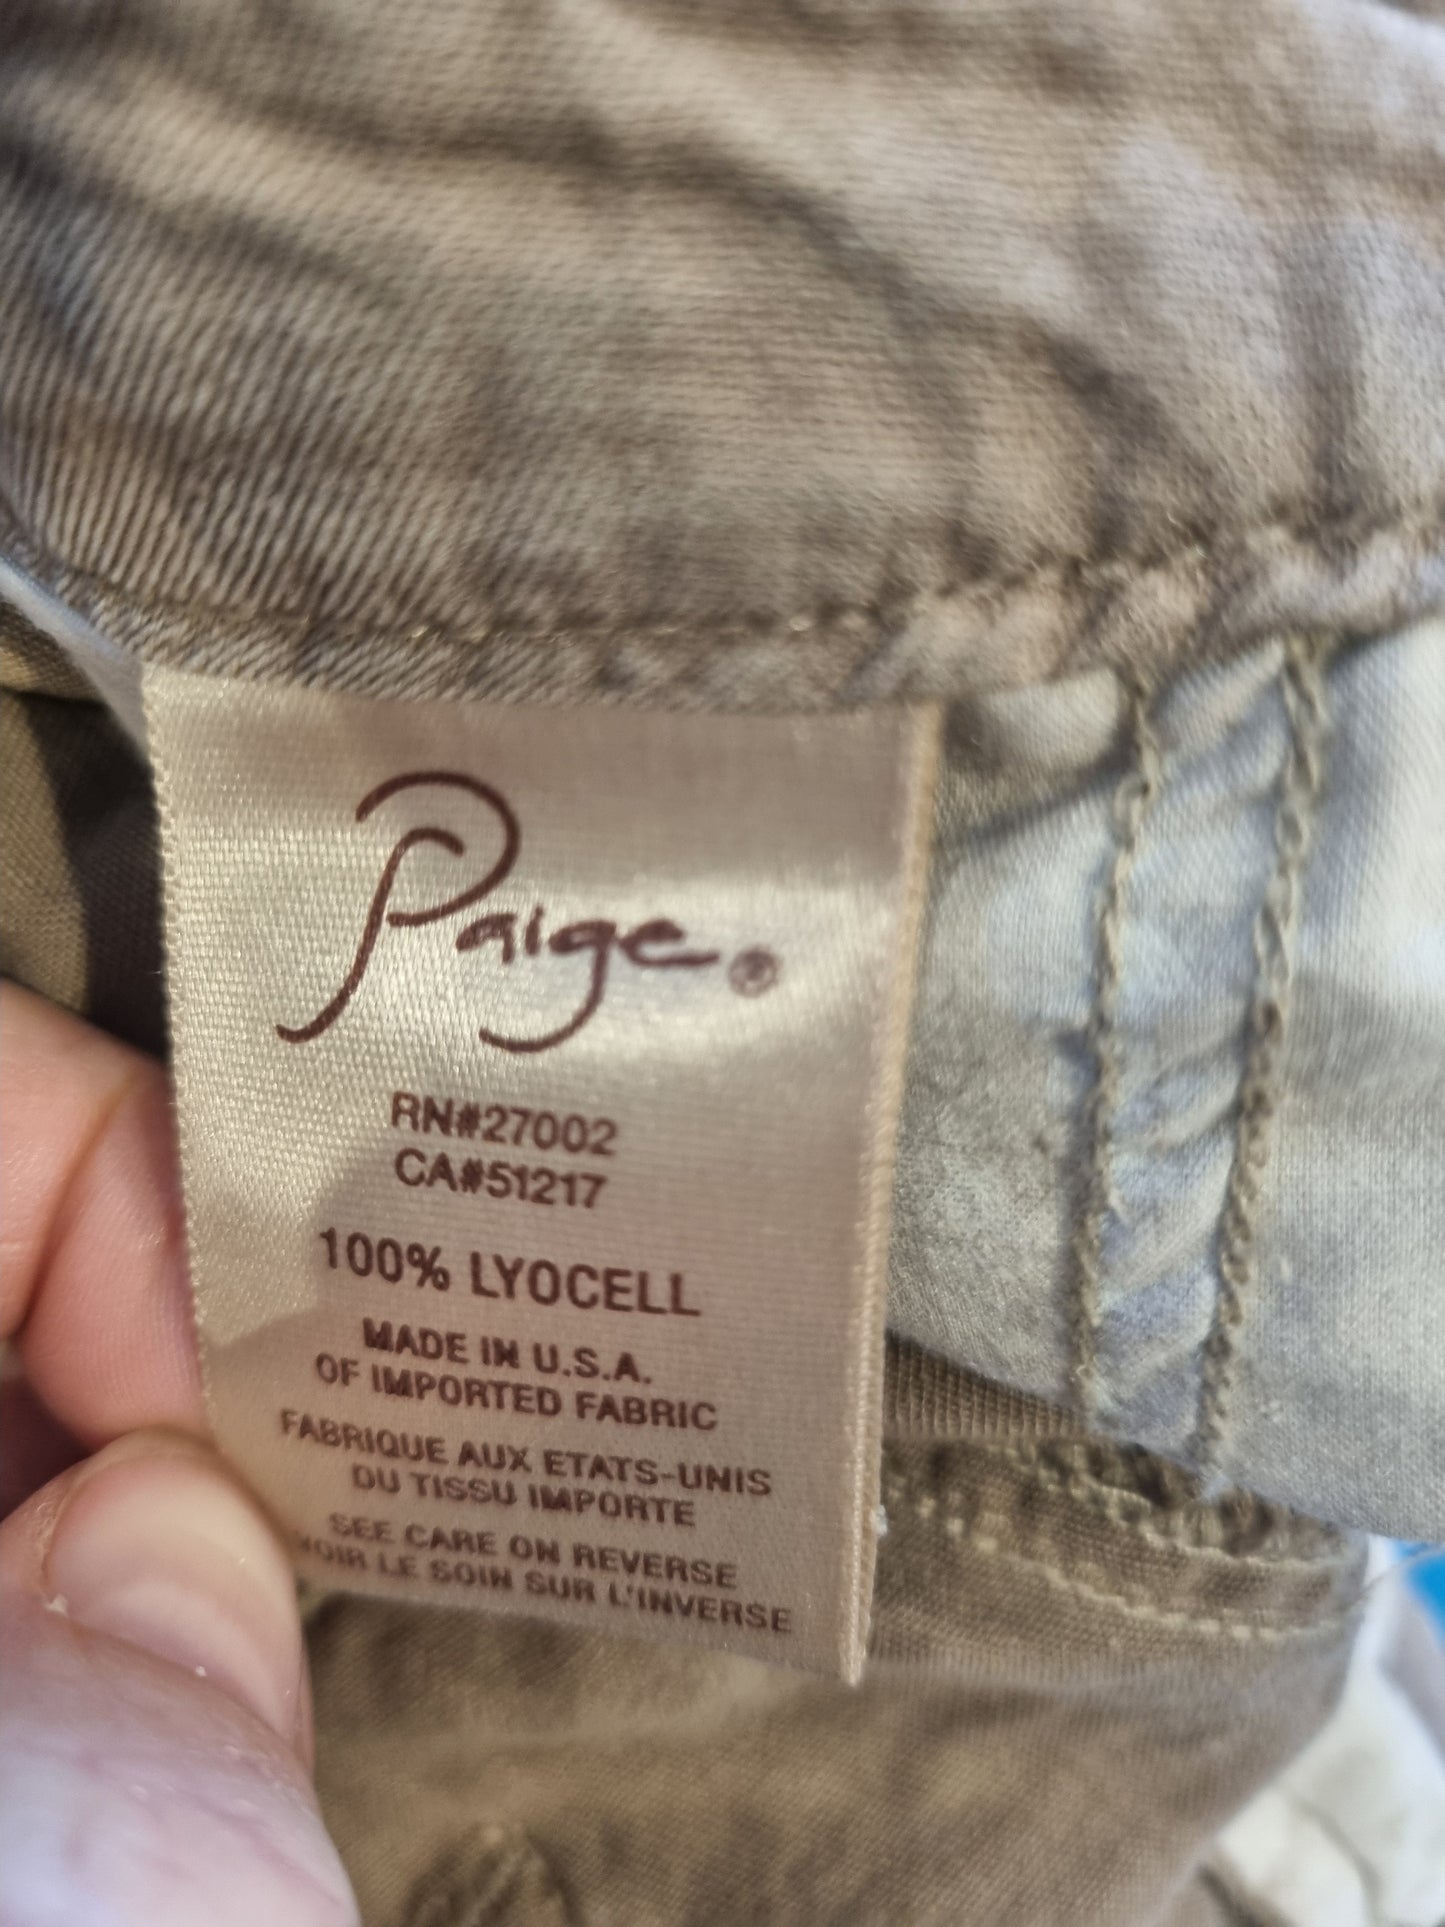 Paige®
RN#27002
CA#51217
100% LYOCELL
MADE IN U.S.A.
OF IMPORTED FABRIC
FABRIQUE AUX ETATS-UNIS
DU TISSU IMPORTE
SEE CARE ON REVERSE
VOIR LE SOIN SUR L'INVERSE